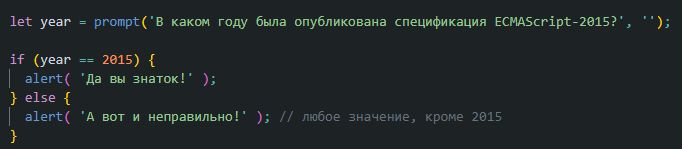 let year = prompt('В каком году была опубликована спецификация ECMAScript-2015?', '');
if (year == 2015) {
alert( 'Да вы знаток!' );
} else {
alert( 'А вот и неправильно!' ); // любое значение, кроме 2015
}